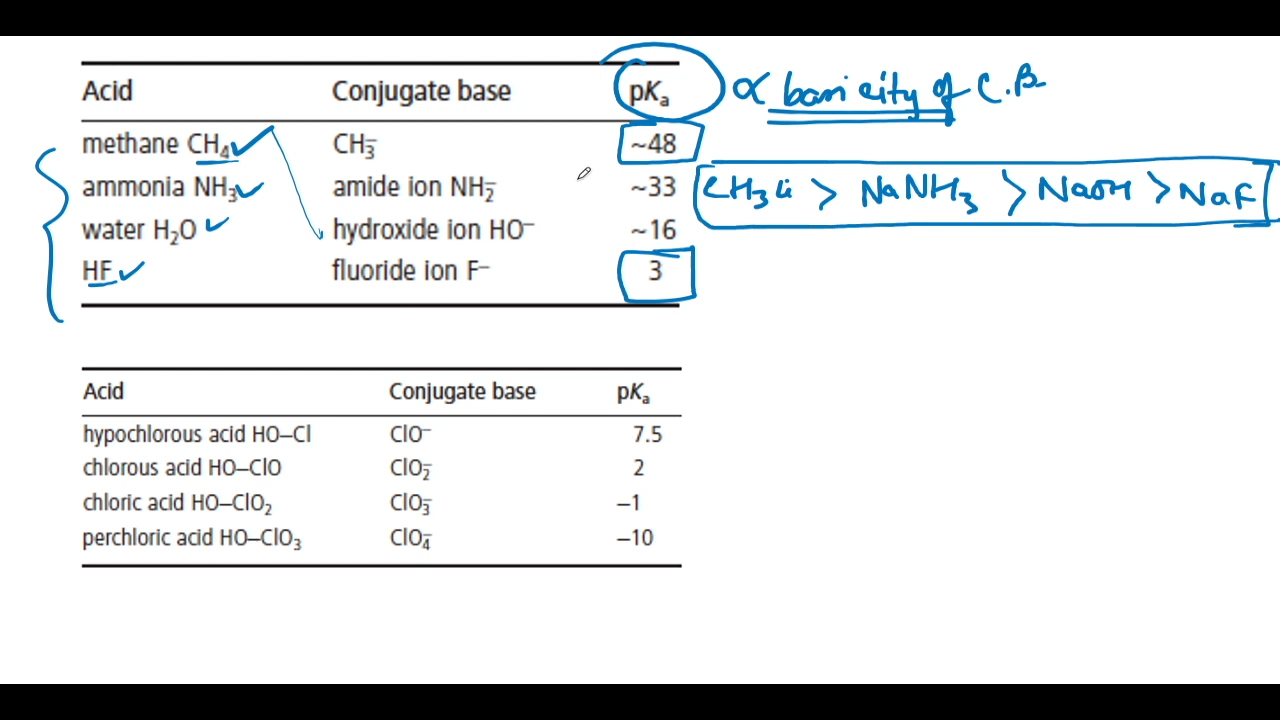 Acid Conjugate base pKₐ ∝ basicity of C.B
methane CH₄ CH₃⁻ ~48
ammonia NH₃ amide ion NH₂⁻ ~33 CH₃Li > NaNH₃ > NaOH > NaF
water H₂O hydroxide ion HO⁻ ~16
HF fluoride ion F⁻ 3
Acid Conjugate base pKₐ
hypochlorous acid HO–Cl ClO⁻ 7.5
chlorous acid HO–ClO ClO₂⁻ 2
chloric acid HO–ClO₂ ClO₃⁻ –1
perchloric acid HO–ClO₃ ClO₄⁻ –10